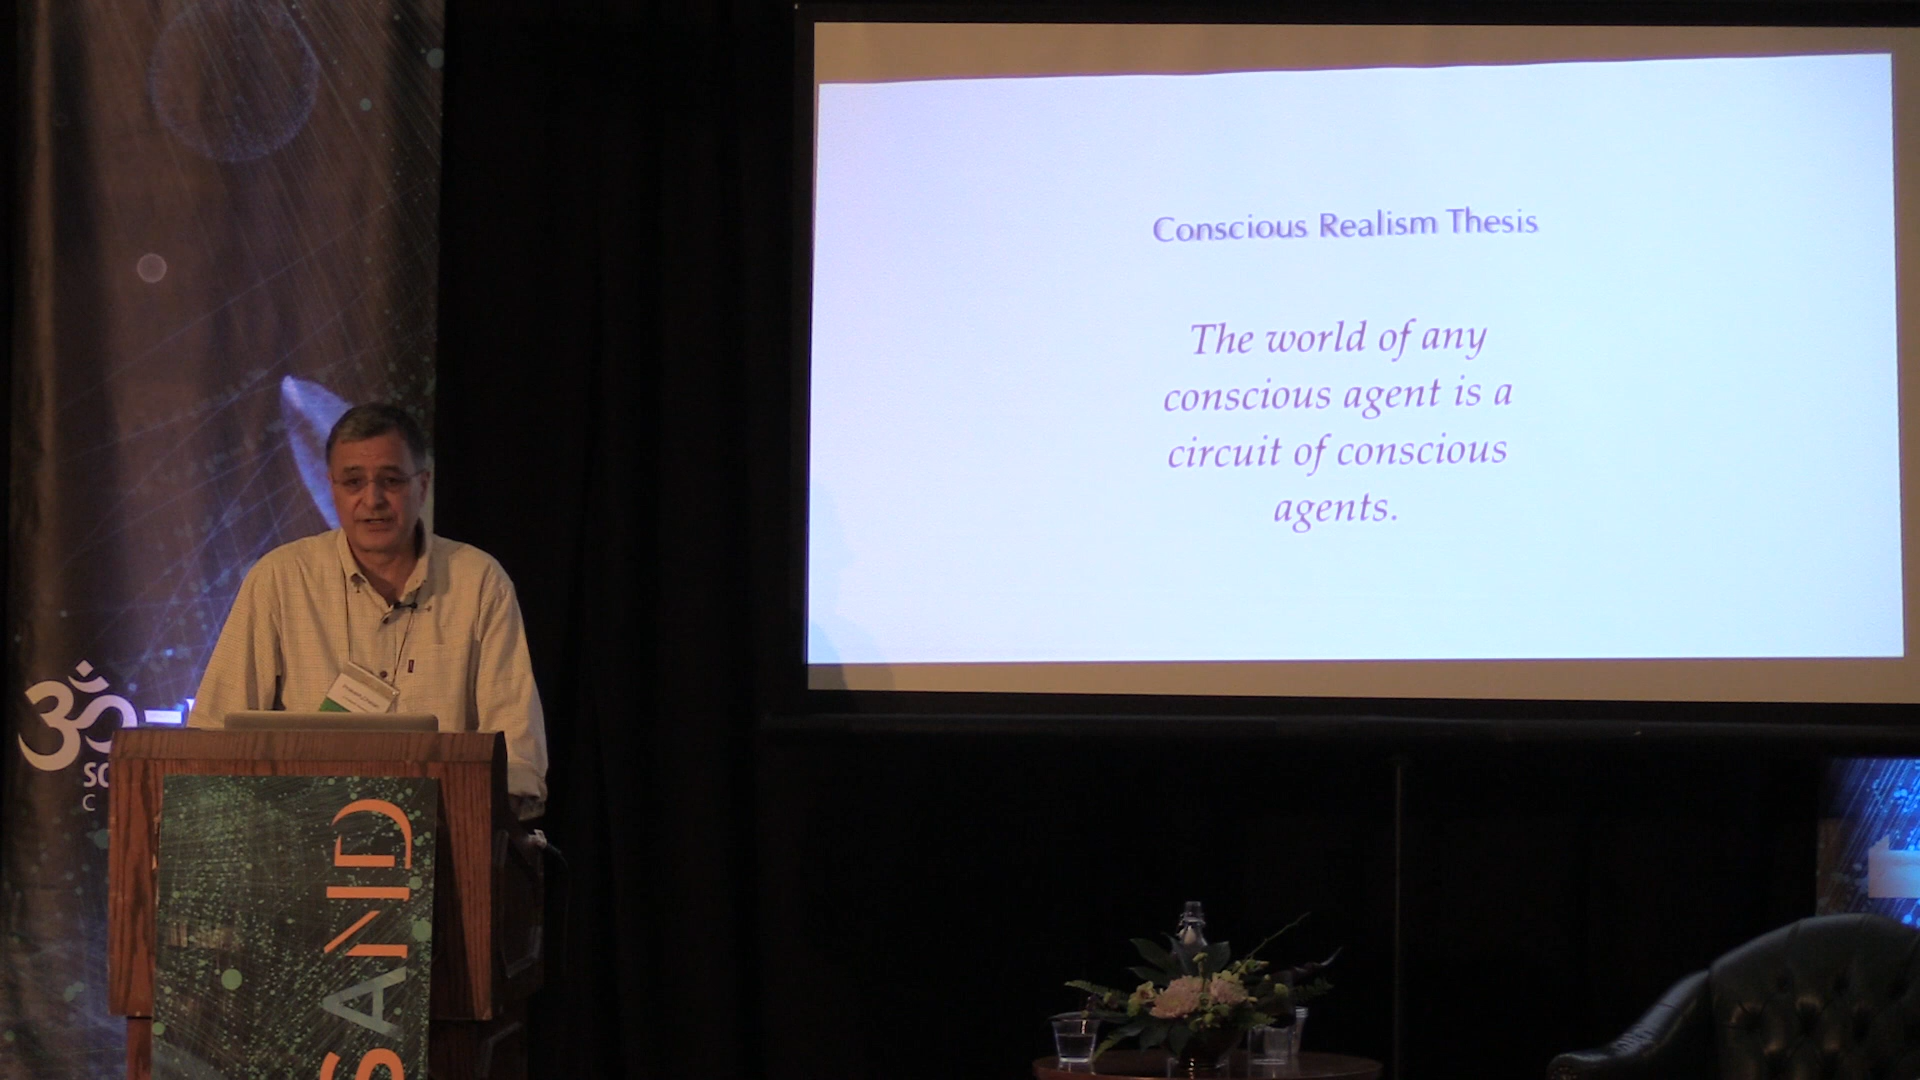 Conscious Realism Thesis
The world of any
conscious agent is a
circuit of conscious
agents.
SAND